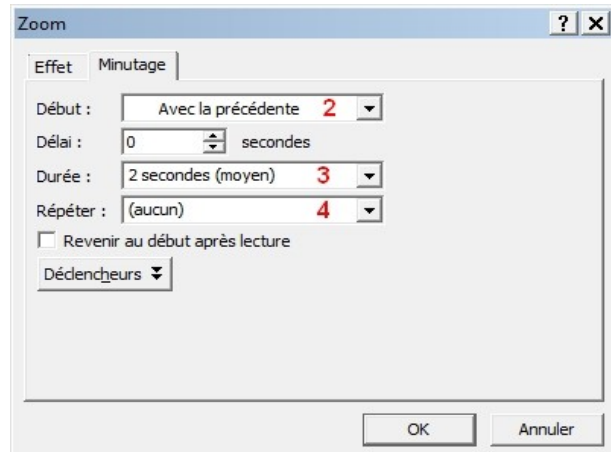 Zoom
Effet Minutage
Début : Avec la précédente 2
Délai : 0 secondes
Durée : 2 secondes (moyen) 3
Répéter : (aucun) 4
Revenir au début après lecture
Déclencheurs
OK Annuler